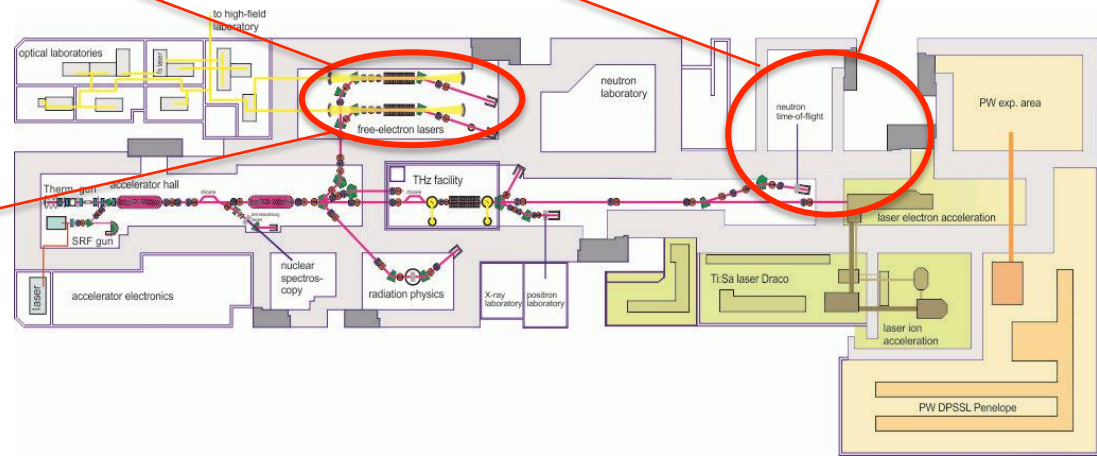 to high-field
laboratory
optical laboratories
fs laser
free-electron lasers
neutron
laboratory
neutron
time-of-flight
PW exp. area
Therm. gun
accelerator hall
chicane
THz facility
chicane
SRF gun
laser electron acceleration
nuclear
spectros-
copy
radiation physics
X-ray
laboratory
positron
laboratory
Ti:Sa laser Draco
laser
accelerator electronics
laser ion
acceleration
PW DPSSL Penelope